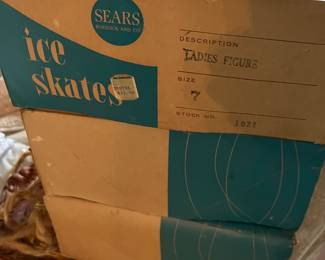 SEARS
ROEBUCK AND CO
ice
skates
DESCRIPTION
LADIES FIGURE
SIZE
7
STOCK NO.